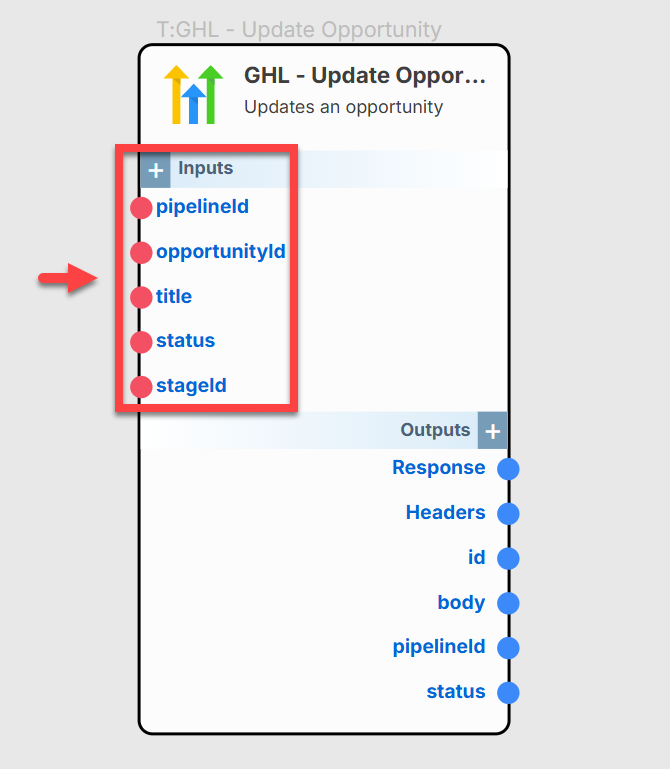 T:GHL - Update Opportunity
GHL - Update Oppor...
Updates an opportunity
+ Inputs
pipelineId
opportunityId
title
status
stageId
Outputs +
Response
Headers
id
body
pipelineId
status